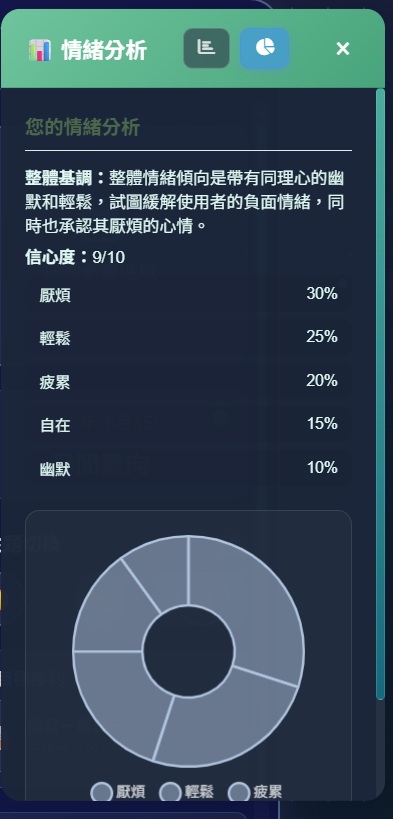 情緒分析
您的情緒分析
整體基調：整體情緒傾向是帶有同理心的幽
默和輕鬆，試圖緩解使用者的負面情緒，同
時也承認其厭煩的心情。
信心度：9/10
厭煩 30%
輕鬆 25%
疲累 20%
自在 15%
幽默 10%
厭煩 輕鬆 疲累